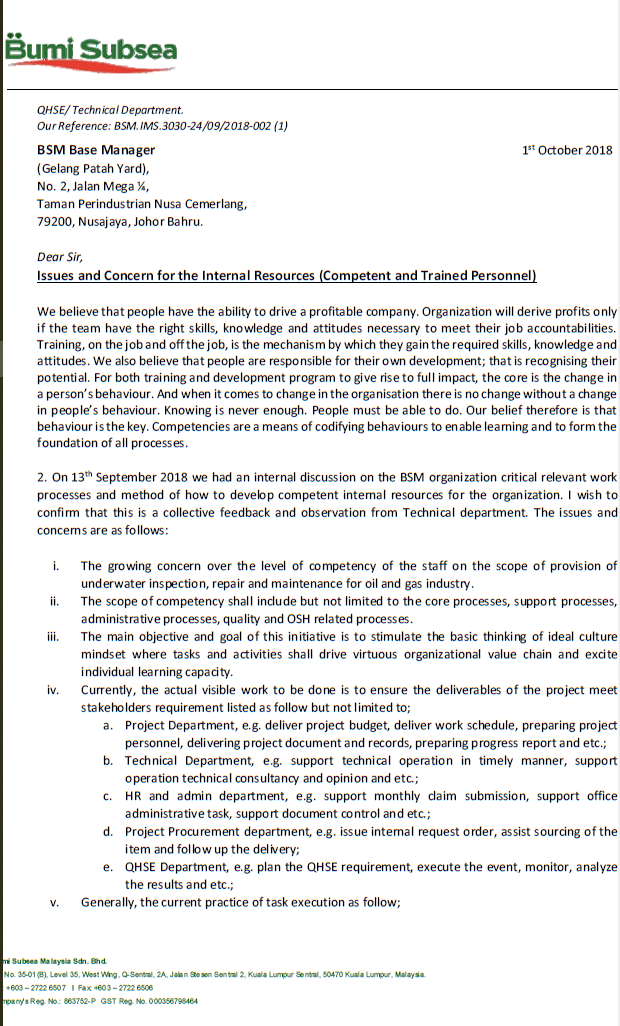 Bumi Subsea
QHSE/ Technical Department.
Our Reference: BSM.IMS.3030-24/09/2018-002 (1)
BSM Base Manager 1st October 2018
(Gelang Patah Yard),
No. 2, Jalan Mega ¼,
Taman Perindustrian Nusa Cemerlang,
79200, Nusajaya, Johor Bahru.
Dear Sir,
Issues and Concern for the Internal Resources (Competent and Trained Personnel)
We believe that people have the ability to drive a profitable company. Organization will derive profits only
if the team have the right skills, knowledge and attitudes necessary to meet their job accountabilities.
Training, on the job and off the job, is the mechanism by which they gain the required skills, knowledge and
attitudes. We also believe that people are responsible for their own development; that is recognising their
potential. For both training and development program to give rise to full impact, the core is the change in
a person's behaviour. And when it comes to change in the organisation there is no change without a change
in people's behaviour. Knowing is never enough. People must be able to do. Our belief therefore is that
behaviour is the key. Competencies are a means of codifying behaviours to enable learning and to form the
foundation of all processes.
2. On 13th September 2018 we had an internal discussion on the BSM organization critical relevant work
processes and method of how to develop competent internal resources for the organization. I wish to
confirm that this is a collective feedback and observation from Technical department. The issues and
concerns are as follows:
i. The growing concern over the level of competency of the staff on the scope of provision of
underwater inspection, repair and maintenance for oil and gas industry.
ii. The scope of competency shall include but not limited to the core processes, support processes,
administrative processes, quality and OSH related processes.
iii. The main objective and goal of this initiative is to stimulate the basic thinking of ideal culture
mindset where tasks and activities shall drive virtuous organizational value chain and excite
individual learning capacity.
iv. Currently, the actual visible work to be done is to ensure the deliverables of the project meet
stakeholders requirement listed as follow but not limited to;
a. Project Department, e.g. deliver project budget, deliver work schedule, preparing project
personnel, delivering project document and records, preparing progress report and etc.;
b. Technical Department, e.g. support technical operation in timely manner, support
operation technical consultancy and opinion and etc.;
c. HR and admin department, e.g. support monthly claim submission, support office
administrative task, support document control and etc.;
d. Project Procurement department, e.g. issue internal request order, assist sourcing of the
item and follow up the delivery;
e. QHSE Department, e.g. plan the QHSE requirement, execute the event, monitor, analyze
the results and etc.;
v. Generally, the current practice of task execution as follow;
mi Subsea Malaysia Sdn. Bhd.
No. 35-01 (B), Level 35, West Wing, Q-Sentral, 2A, Jalan Stesen Sentral 2, Kuala Lumpur Sentral, 50470 Kuala Lumpur, Malaysia.
+603 – 2722 6507 I Fax +603 – 2722 6506
mpany's Reg. No.: 863752-P GST Reg. No. 000356798464